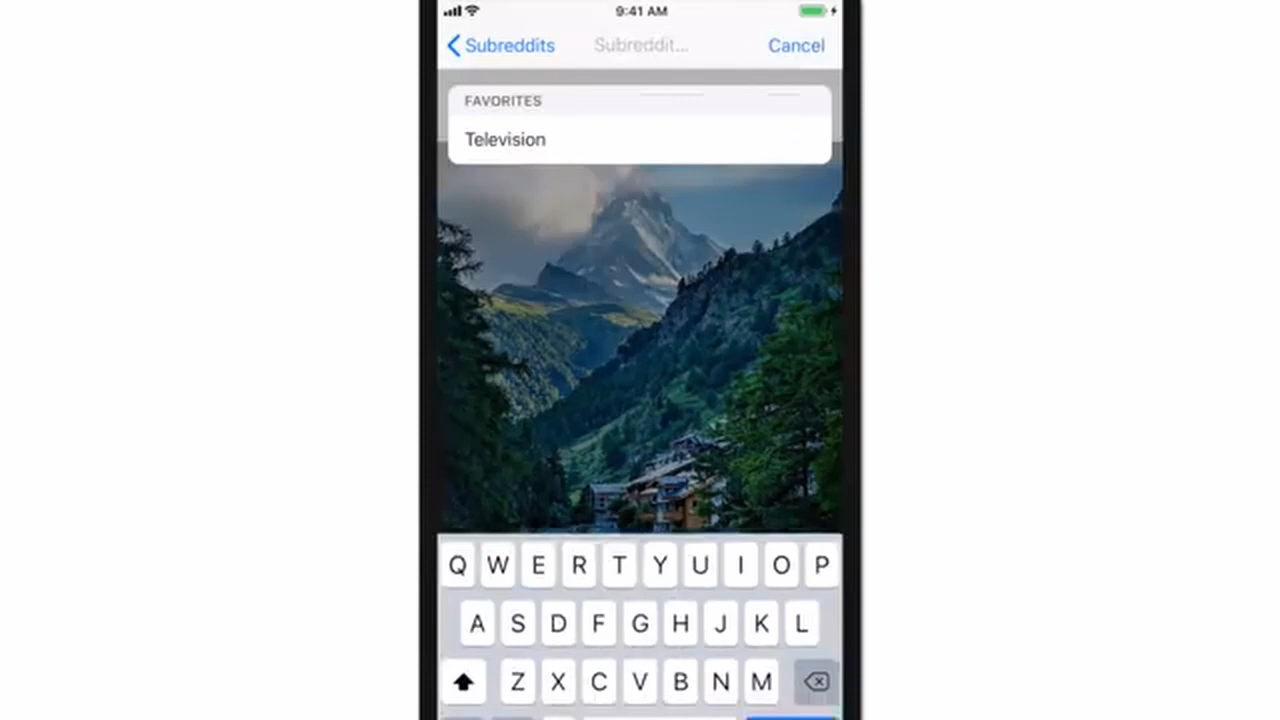 9:41 AM
Subreddits Subreddit... Cancel
FAVORITES
Television
Q W E R T Y U I O P
A S D F G H J K L
Z X C V B N M